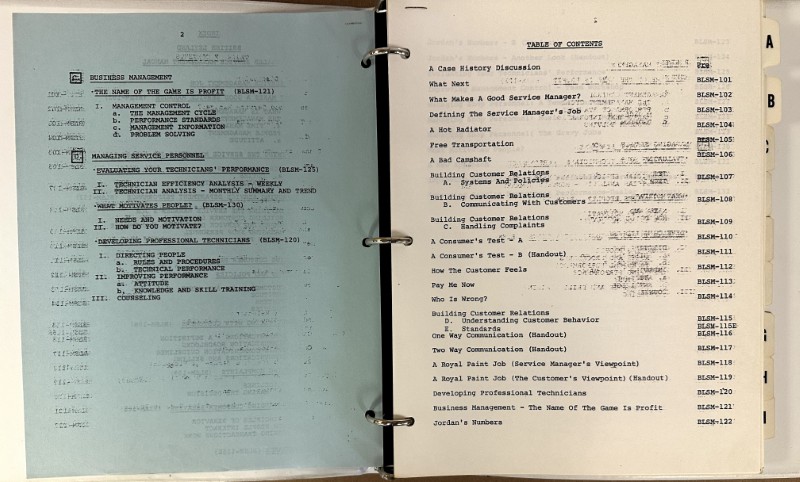 2
BUSINESS MANAGEMENT
·THE NAME OF THE GAME IS PROFIT (BLSM-121)
I. MANAGEMENT CONTROL
a. THE MANAGEMENT CYCLE
b. PERFORMANCE STANDARDS
c. MANAGEMENT INFORMATION
d. PROBLEM SOLVING
MANAGING SERVICE PERSONNEL
·EVALUATING YOUR TECHNICIANS' PERFORMANCE (BLSM-125)
I. TECHNICIAN EFFICIENCY ANALYSIS - WEEKLY
II. TECHNICIAN ANALYSIS - MONTHLY SUMMARY AND TREND
·WHAT MOTIVATES PEOPLE? (BLSM-130)
I. NEEDS AND MOTIVATION
II. HOW DO YOU MOTIVATE?
·DEVELOPING PROFESSIONAL TECHNICIANS (BLSM-120)
I. DIRECTING PEOPLE
a. RULES AND PROCEDURES
b. TECHNICAL PERFORMANCE
II. IMPROVING PERFORMANCE
a. ATTITUDE
b. KNOWLEDGE AND SKILL TRAINING
III. COUNSELING
TABLE OF CONTENTS
A Case History Discussion
What Next BLSM-101
What Makes A Good Service Manager? BLSM-102
Defining The Service Manager's Job BLSM-103
A Hot Radiator BLSM-104
Free Transportation BLSM-105
A Bad Camshaft BLSM-106
Building Customer Relations
A. Systems And Policies BLSM-107
Building Customer Relations
B. Communicating With Customers BLSM-108
Building Customer Relations
C. Handling Complaints BLSM-109
A Consumer's Test - A BLSM-110
A Consumer's Test - B (Handout) BLSM-111
How The Customer Feels BLSM-112
Pay Me Now BLSM-113
Who Is Wrong? BLSM-114
Building Customer Relations
D. Understanding Customer Behavior BLSM-115
E. Standards BLSM-115E
One Way Communication (Handout) BLSM-116
Two Way Communication (Handout) BLSM-117
A Royal Paint Job (Service Manager's Viewpoint) BLSM-118
A Royal Paint Job (The Customer's Viewpoint) (Handout) BLSM-119
Developing Professional Technicians BLSM-120
Business Management - The Name Of The Game Is Profit BLSM-121
Jordan's Numbers BLSM-122
A
B
C
G
H
I